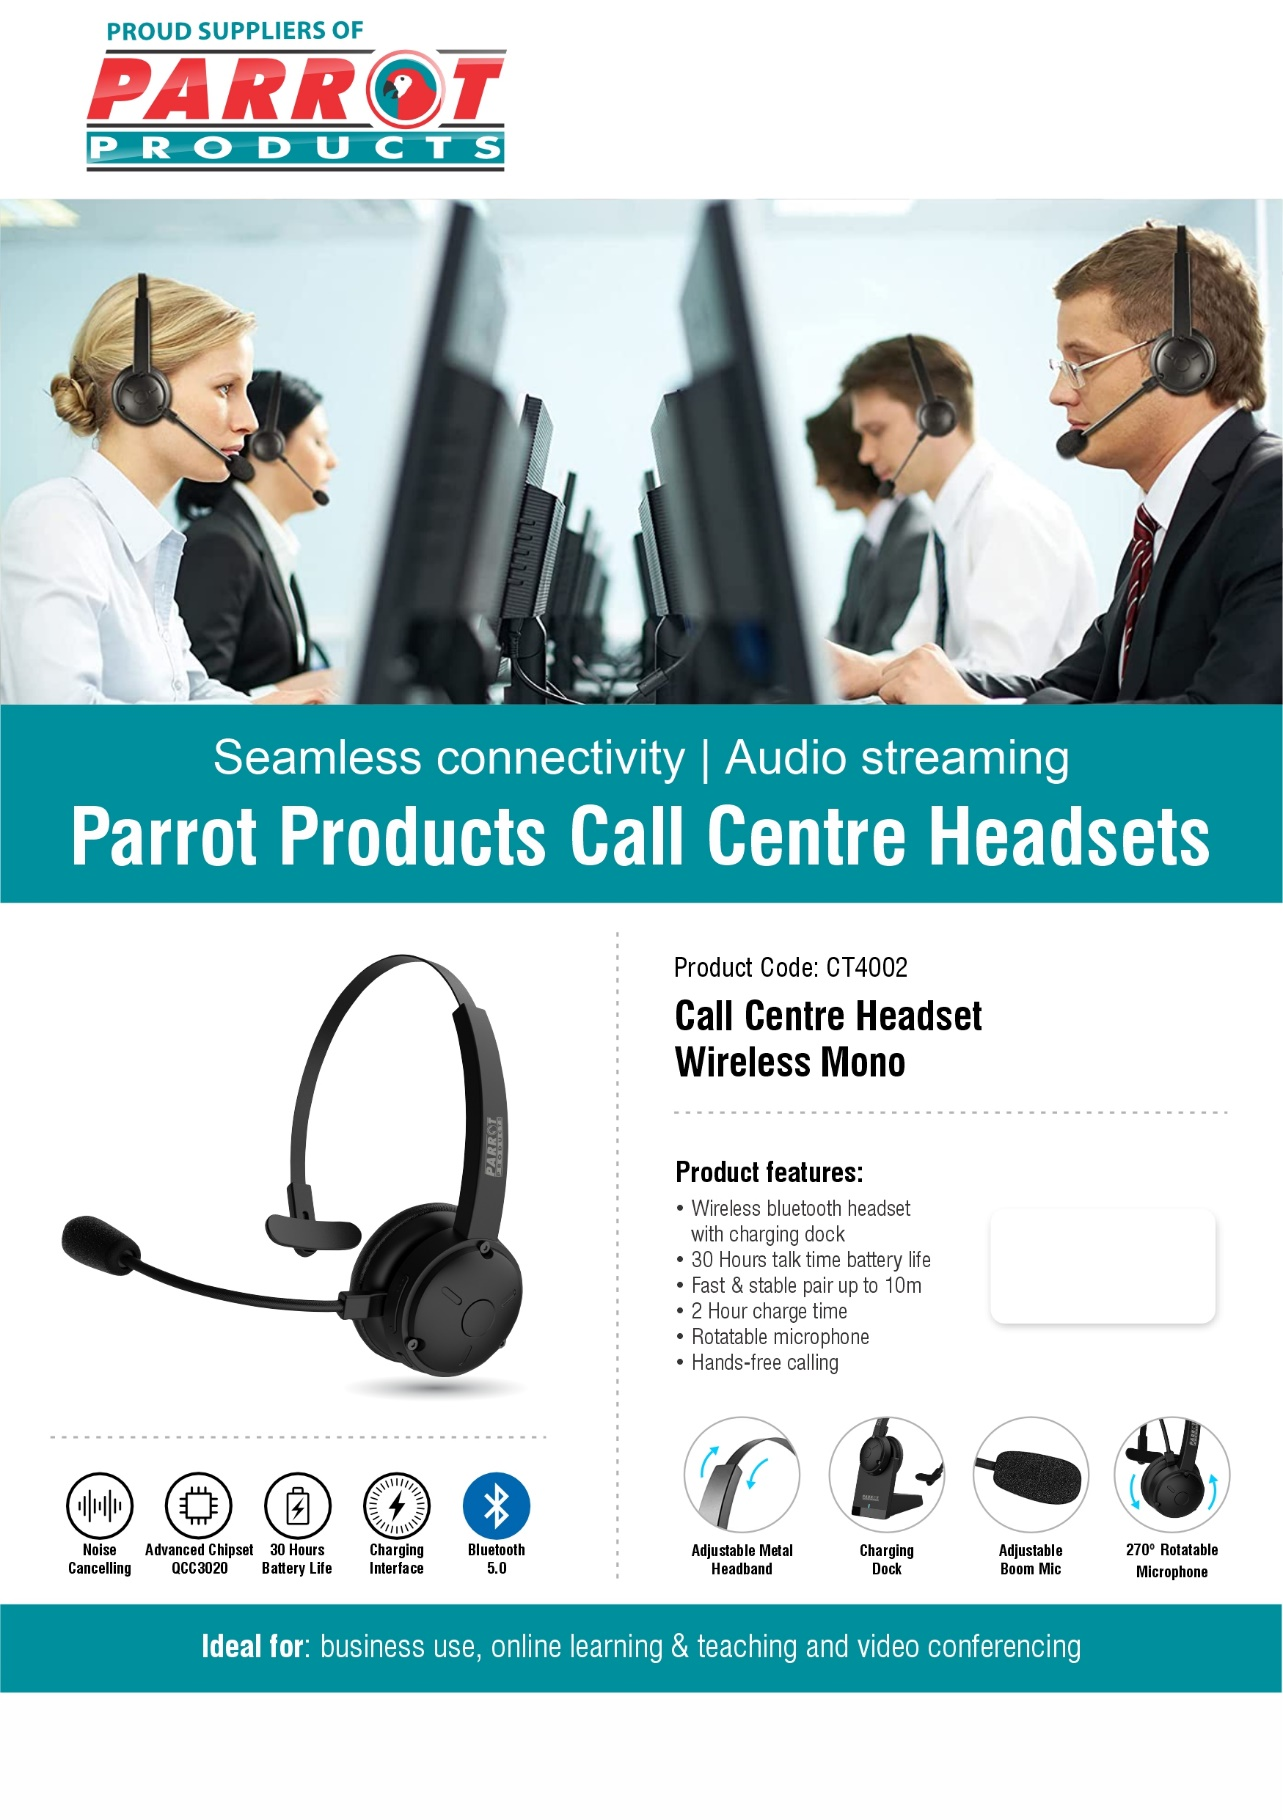 PROUD SUPPLIERS OF
PARROT
PRODUCTS
Seamless connectivity | Audio streaming
Parrot Products Call Centre Headsets
PARROT
PRODUCTS
Product Code: CT4002
Call Centre Headset
Wireless Mono
Product features:
• Wireless bluetooth headset
with charging dock
• 30 Hours talk time battery life
• Fast & stable pair up to 10m
• 2 Hour charge time
• Rotatable microphone
• Hands-free calling
Noise
Cancelling
Advanced Chipset
QCC3020
30 Hours
Battery Life
Charging
Interface
Bluetooth
5.0
Adjustable Metal
Headband
Charging
Dock
Adjustable
Boom Mic
270º Rotatable
Microphone
Ideal for: business use, online learning & teaching and video conferencing